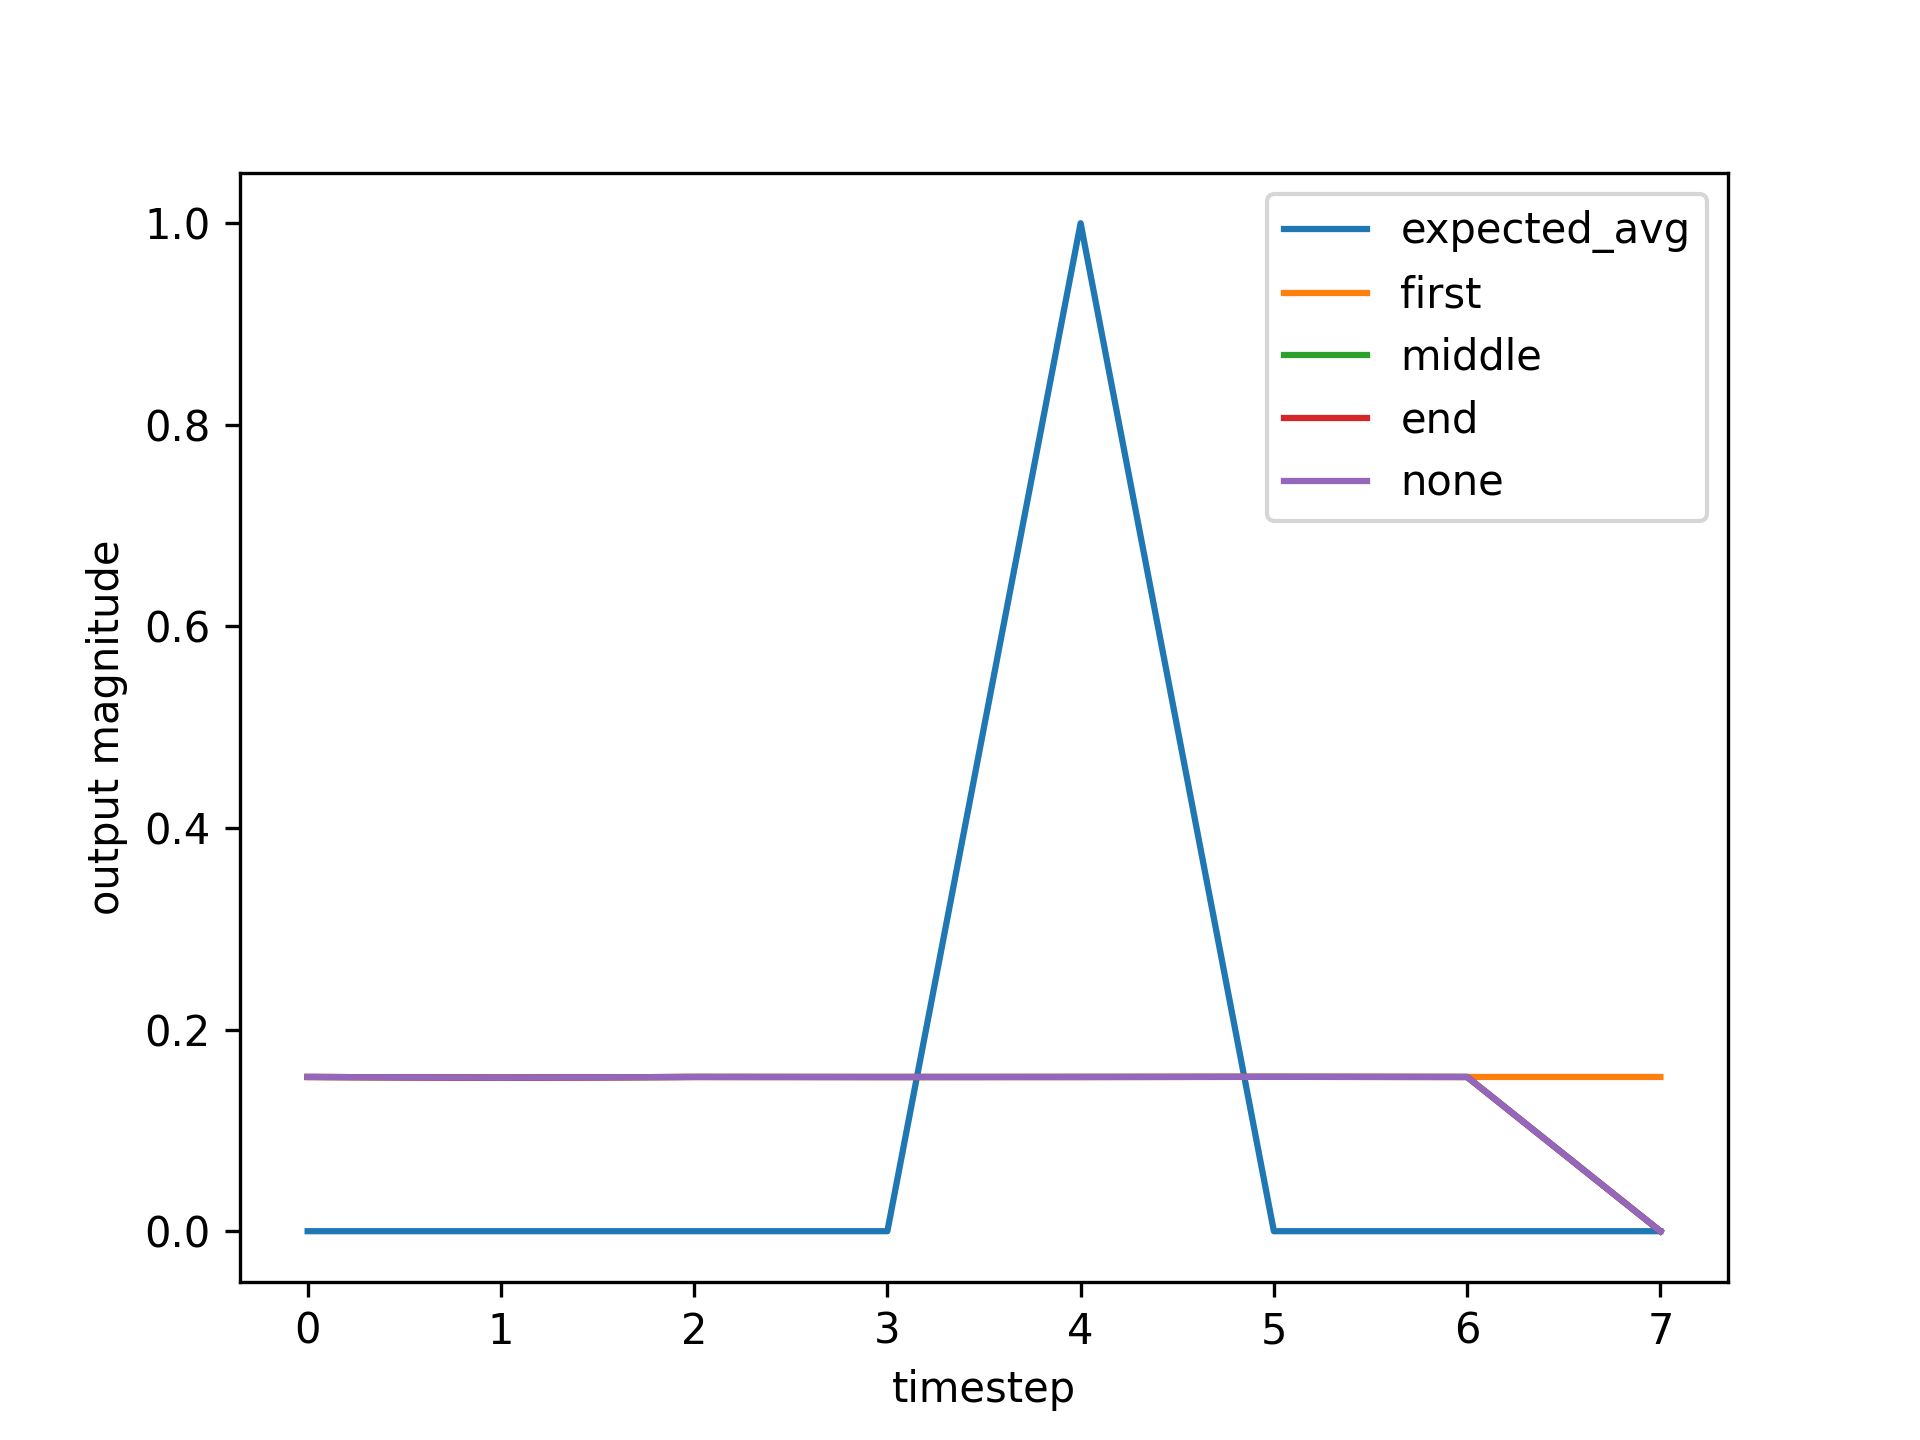 expected_avg
first
middle
end
none
1.0
0.8
0.6
0.4
0.2
0.0
output magnitude
0 1 2 3 4 5 6 7
timestep